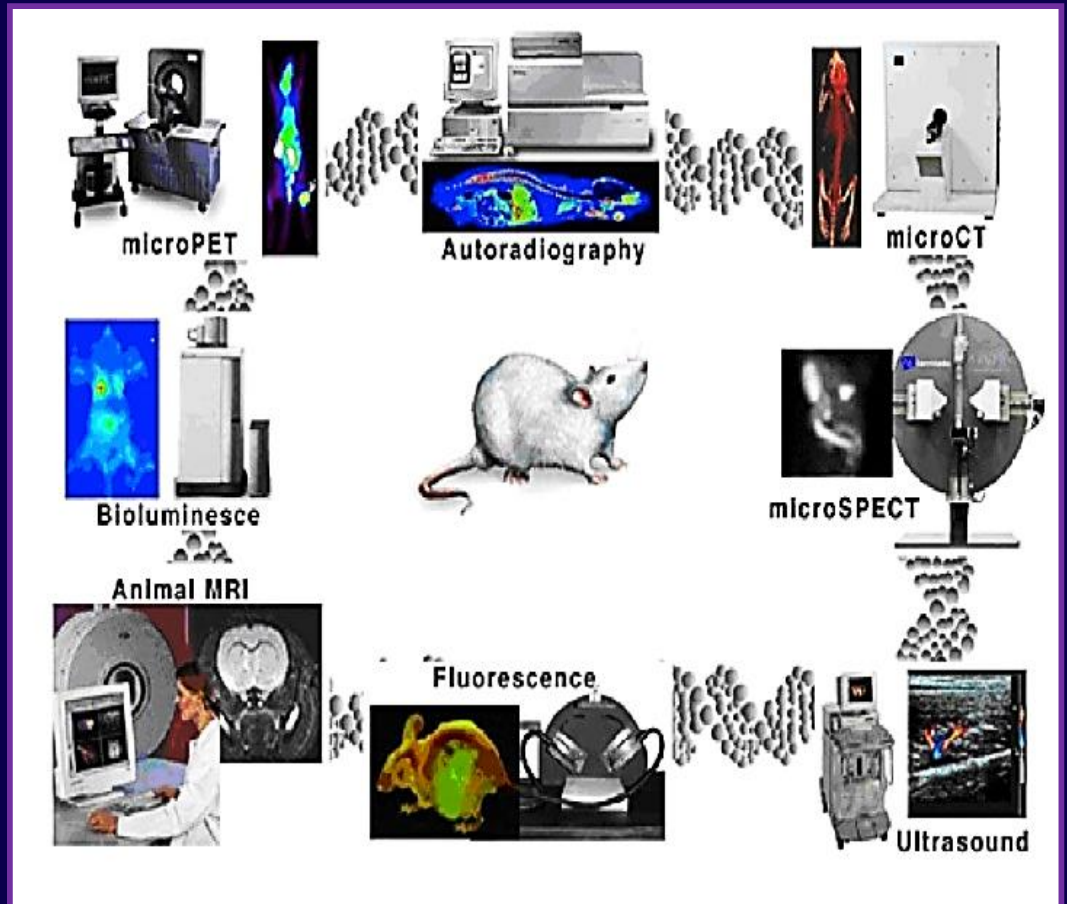 microPET
Autoradiography
microCT
Bioluminesce
microSPECT
Animal MRI
Fluorescence
Ultrasound